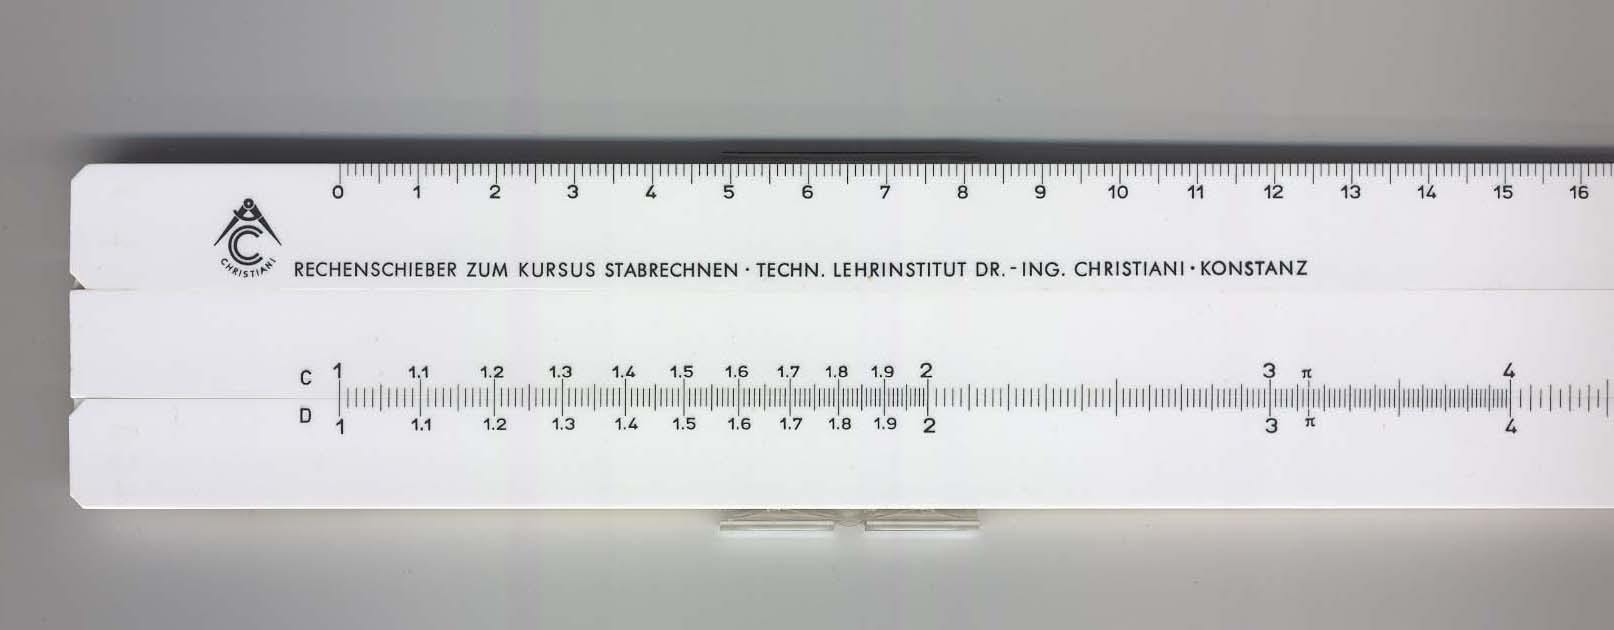 0 1 2 3 4 5 6 7 8 9 10 11 12 13 14 15 16
CHRISTIANI
RECHENSCHIEBER ZUM KURSUS STABRECHNEN · TECHN. LEHRINSTITUT DR.-ING. CHRISTIANI · KONSTANZ
C 1 1.1 1.2 1.3 1.4 1.5 1.6 1.7 1.8 1.9 2 3 π 4
D 1 1.1 1.2 1.3 1.4 1.5 1.6 1.7 1.8 1.9 2 3 π 4